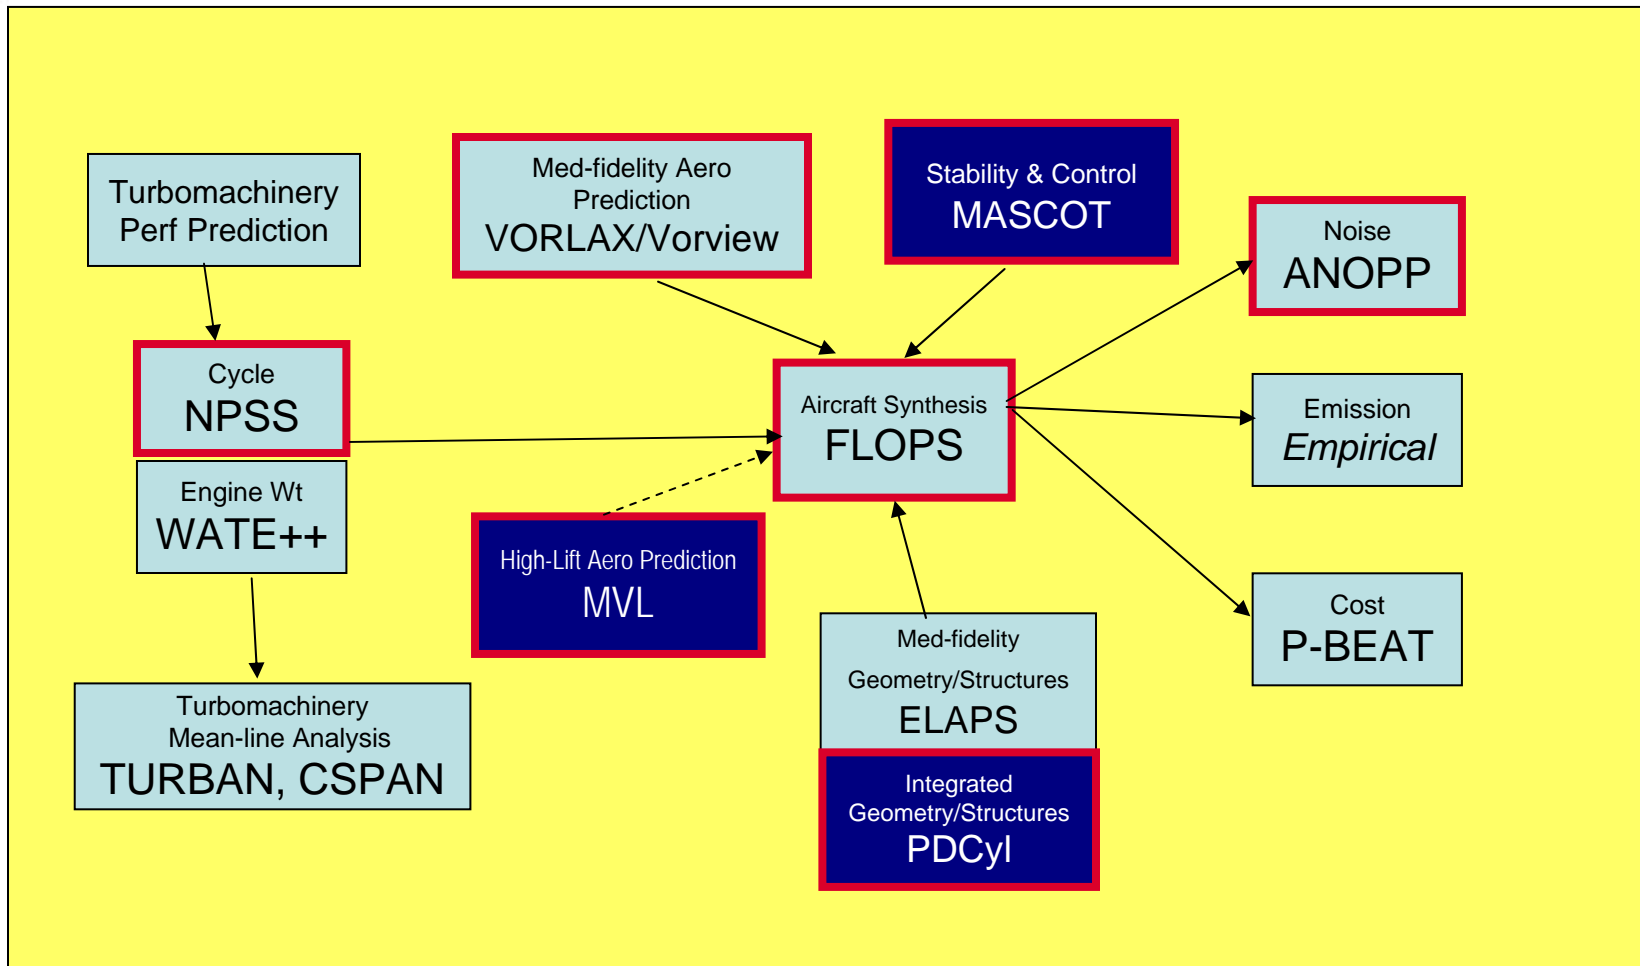 Turbomachinery
Perf Prediction
Med-fidelity Aero
Prediction
VORLAX/Vorview
Stability & Control
MASCOT
Noise
ANOPP
Cycle
NPSS
Aircraft Synthesis
FLOPS
Emission
Empirical
Engine Wt
WATE++
High-Lift Aero Prediction
MVL
Med-fidelity
Geometry/Structures
ELAPS
Cost
P-BEAT
Turbomachinery
Mean-line Analysis
TURBAN, CSPAN
Integrated
Geometry/Structures
PDCyl